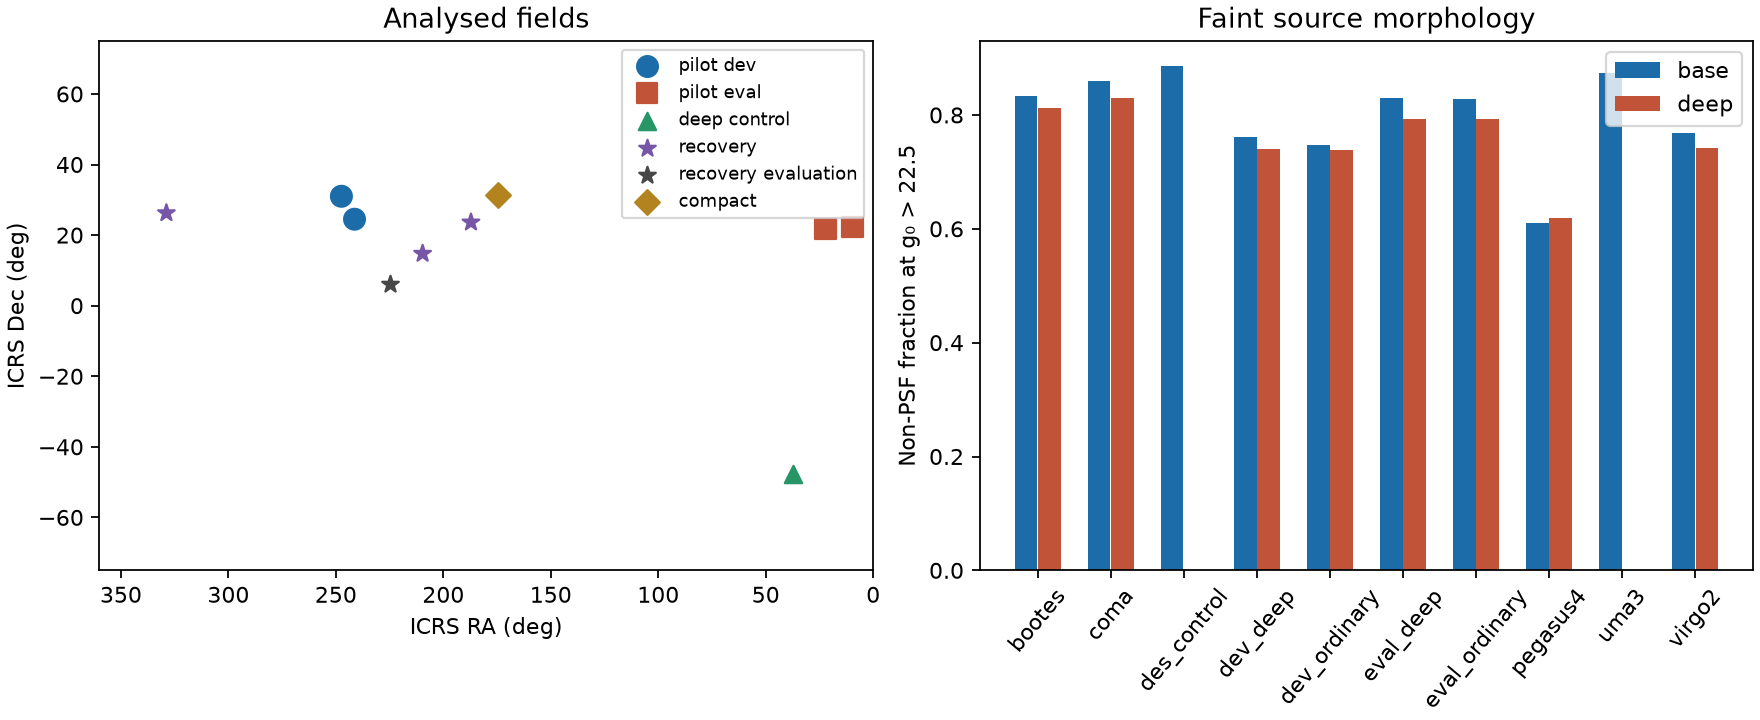 Analysed fields
pilot dev
pilot eval
deep control
recovery
recovery evaluation
compact
60
40
20
0
−20
−40
−60
ICRS Dec (deg)
350
300
250
200
150
100
50
0
ICRS RA (deg)
Faint source morphology
base
deep
0.8
0.6
0.4
0.2
0.0
Non-PSF fraction at g₀ > 22.5
bootes
coma
des_control
dev_deep
dev_ordinary
eval_deep
eval_ordinary
pegasus4
uma3
virgo2